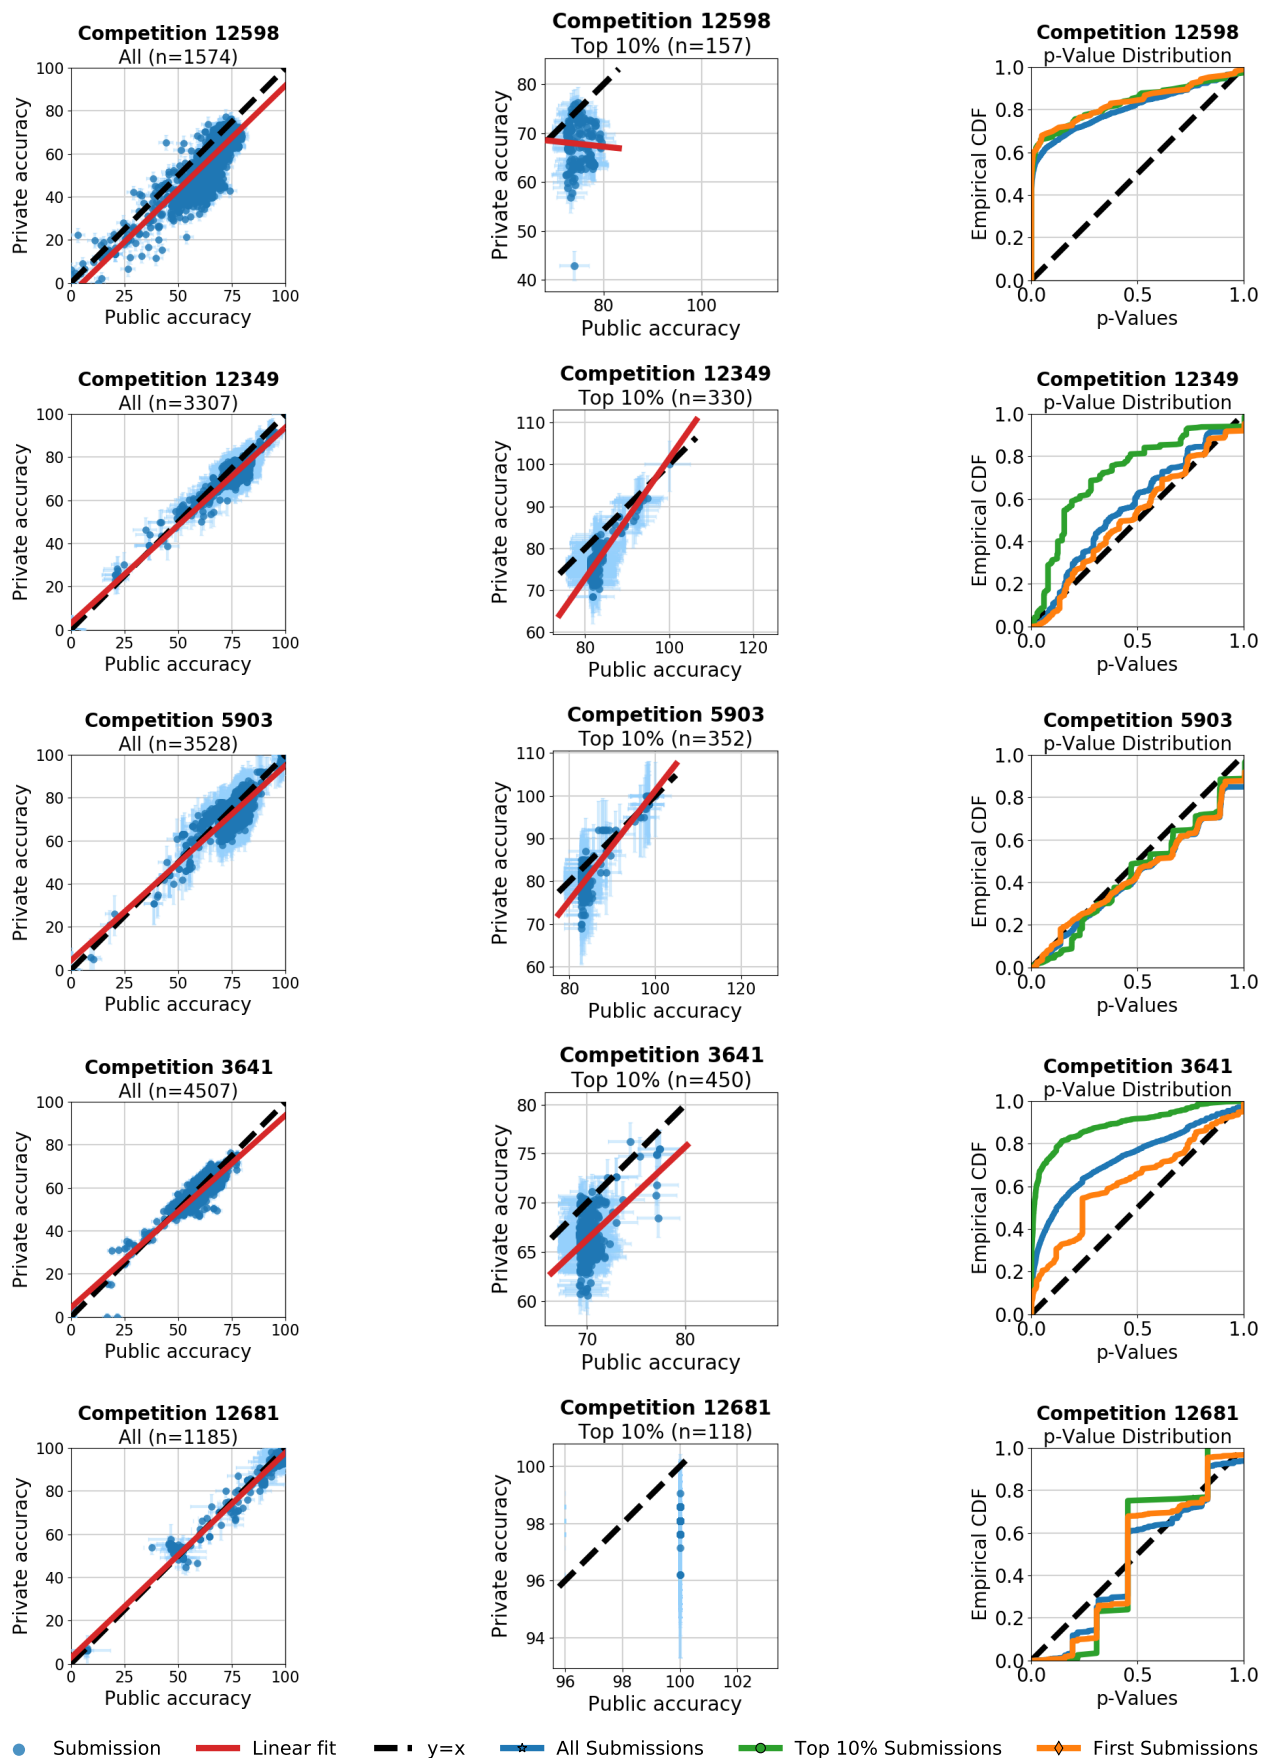 Competition 12598
All (n=1574)
100
80
60
40
20
0
Private accuracy
0 25 50 75 100
Public accuracy
Competition 12598
Top 10% (n=157)
80
70
60
50
40
Private accuracy
80 100
Public accuracy
Competition 12598
p-Value Distribution
1.0
0.8
0.6
0.4
0.2
0.0
Empirical CDF
0.0 0.5 1.0
p-Values
Competition 12349
All (n=3307)
100
80
60
40
20
0
Private accuracy
0 25 50 75 100
Public accuracy
Competition 12349
Top 10% (n=330)
110
100
90
80
70
60
Private accuracy
80 100 120
Public accuracy
Competition 12349
p-Value Distribution
1.0
0.8
0.6
0.4
0.2
0.0
Empirical CDF
0.0 0.5 1.0
p-Values
Competition 5903
All (n=3528)
100
80
60
40
20
0
Private accuracy
0 25 50 75 100
Public accuracy
Competition 5903
Top 10% (n=352)
110
100
90
80
70
60
Private accuracy
80 100 120
Public accuracy
Competition 5903
p-Value Distribution
1.0
0.8
0.6
0.4
0.2
0.0
Empirical CDF
0.0 0.5 1.0
p-Values
Competition 3641
All (n=4507)
100
80
60
40
20
0
Private accuracy
0 25 50 75 100
Public accuracy
Competition 3641
Top 10% (n=450)
80
75
70
65
60
Private accuracy
70 80
Public accuracy
Competition 3641
p-Value Distribution
1.0
0.8
0.6
0.4
0.2
0.0
Empirical CDF
0.0 0.5 1.0
p-Values
Competition 12681
All (n=1185)
100
80
60
40
20
0
Private accuracy
0 25 50 75 100
Public accuracy
Competition 12681
Top 10% (n=118)
100
98
96
94
Private accuracy
96 98 100 102
Public accuracy
Competition 12681
p-Value Distribution
1.0
0.8
0.6
0.4
0.2
0.0
Empirical CDF
0.0 0.5 1.0
p-Values
Submission Linear fit y=x All Submissions Top 10% Submissions First Submissions